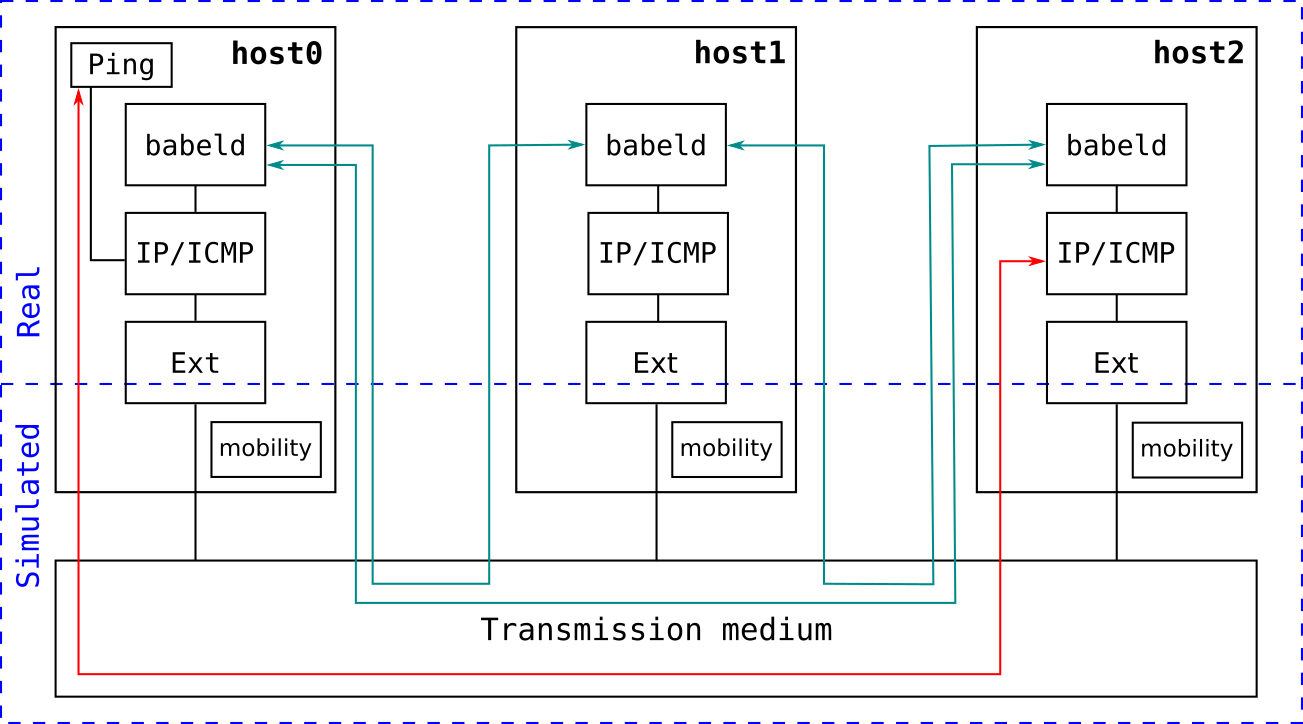 host0
Ping
babeld
IP/ICMP
Ext
mobility
host1
babeld
IP/ICMP
Ext
mobility
host2
babeld
IP/ICMP
Ext
mobility
Real
Simulated
Transmission medium